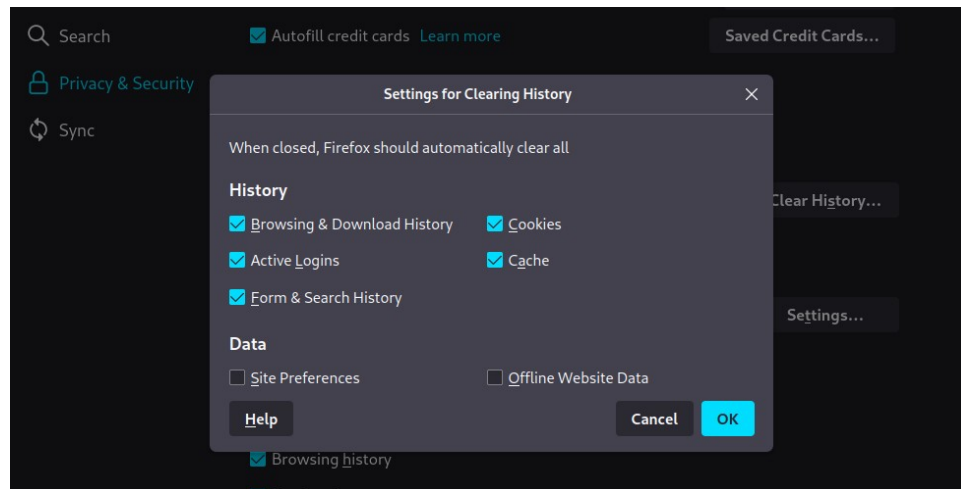 Search
Autofill credit cards Learn more
Saved Credit Cards...
Privacy & Security
Sync
Settings for Clearing History
When closed, Firefox should automatically clear all
History
Browsing & Download History
Cookies
Active Logins
Cache
Form & Search History
Data
Site Preferences
Offline Website Data
Help
Cancel
OK
Clear History...
Settings...
Browsing history